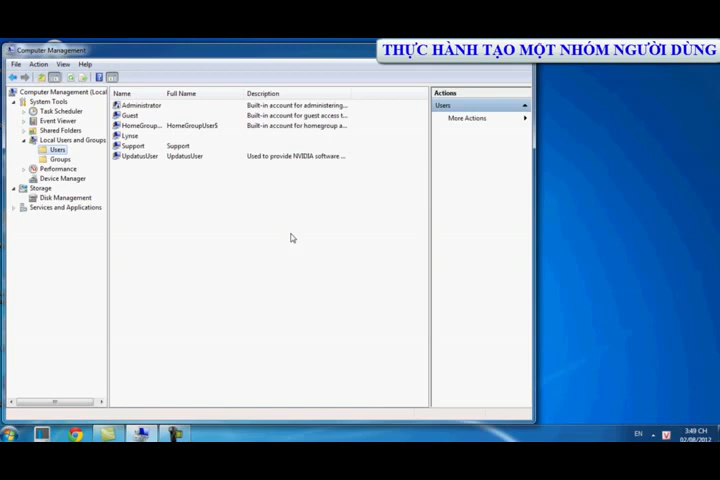 THỰC HÀNH TẠO MỘT NHÓM NGƯỜI DÙNG
Computer Management
File Action View Help
Computer Management (Local
System Tools
Task Scheduler
Event Viewer
Shared Folders
Local Users and Groups
Users
Groups
Performance
Device Manager
Storage
Disk Management
Services and Applications
Name Full Name Description
Administrator Built-in account for administering...
Guest Built-in account for guest access t...
HomeGroup... HomeGroupUser$ Built-in account for homegroup a...
Lynse
Support Support
UpdatusUser UpdatusUser Used to provide NVIDIA software ...
Actions
Users
More Actions
EN
V
3:49 CH
02/08/2012